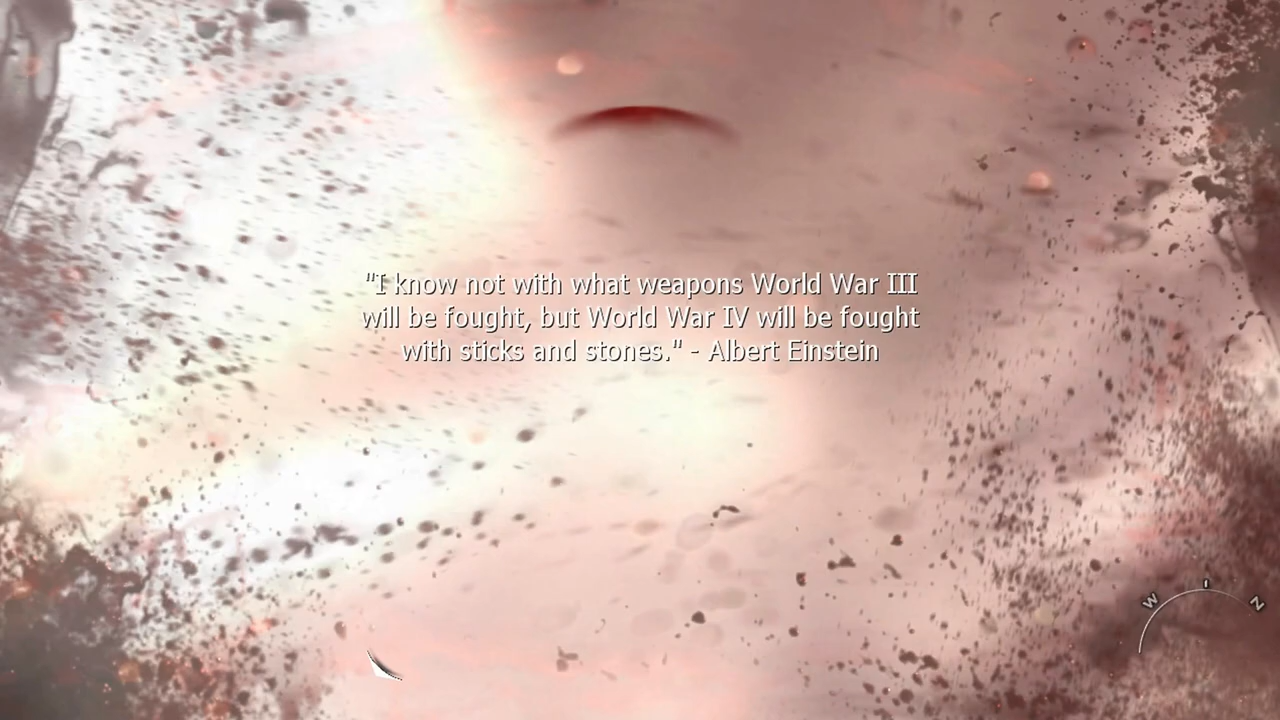 "I know not with what weapons World War III
will be fought, but World War IV will be fought
with sticks and stones." - Albert Einstein
W
N